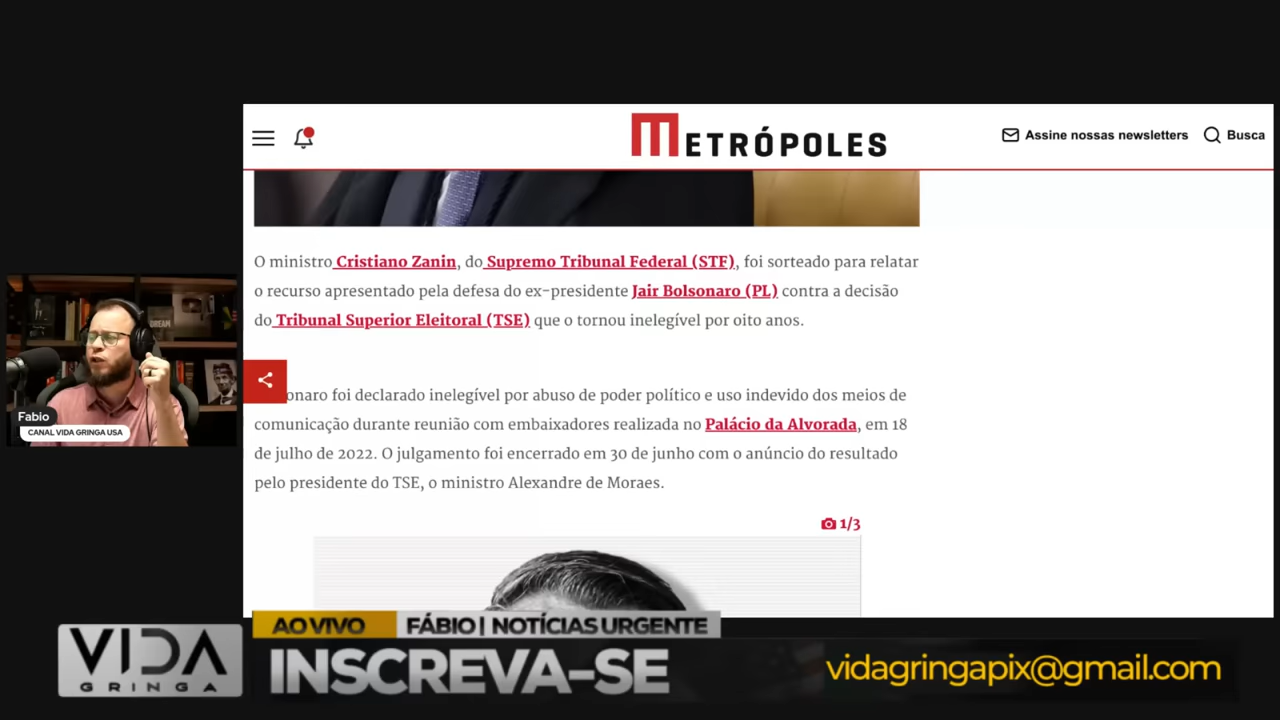 METRÓPOLES
Assine nossas newsletters
Busca
O ministro Cristiano Zanin, do Supremo Tribunal Federal (STF), foi sorteado para relatar
o recurso apresentado pela defesa do ex-presidente Jair Bolsonaro (PL) contra a decisão
do Tribunal Superior Eleitoral (TSE) que o tornou inelegível por oito anos.
onaro foi declarado inelegível por abuso de poder político e uso indevido dos meios de
comunicação durante reunião com embaixadores realizada no Palácio da Alvorada, em 18
de julho de 2022. O julgamento foi encerrado em 30 de junho com o anúncio do resultado
pelo presidente do TSE, o ministro Alexandre de Moraes.
1/3
DREAM
Fabio
CANAL VIDA GRINGA USA
AO VIVO
FÁBIO | NOTÍCIAS URGENTE
VIDA
GRINGA
INSCREVA-SE
vidagringapix@gmail.com